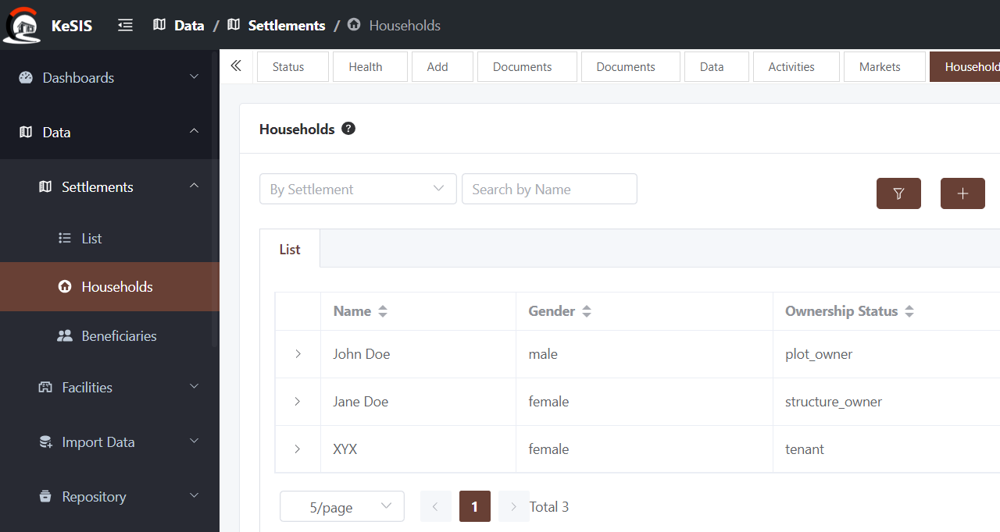 KeSIS Data / Settlements / Households
Dashboards
Data
Settlements
List
Households
Beneficiaries
Facilities
Import Data
Repository
Status Health Add Documents Documents Data Activities Markets Household
Households ?
By Settlement Search by Name
List
Name Gender Ownership Status
John Doe male plot_owner
Jane Doe female structure_owner
XYX female tenant
5/page 1 Total 3